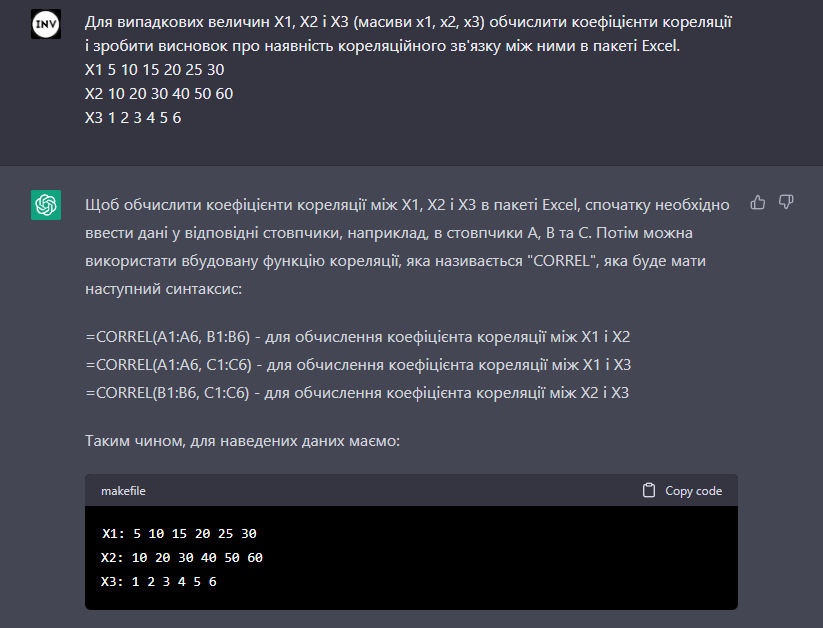 INV
Для випадкових величин X1, X2 і X3 (масиви x1, x2, x3) обчислити коефіцієнти кореляції
і зробити висновок про наявність кореляційного зв'язку між ними в пакеті Excel.
X1 5 10 15 20 25 30
X2 10 20 30 40 50 60
X3 1 2 3 4 5 6
Щоб обчислити коефіцієнти кореляції між X1, X2 і X3 в пакеті Excel, спочатку необхідно
ввести дані у відповідні стовпчики, наприклад, в стовпчики A, B та C. Потім можна
використати вбудовану функцію кореляції, яка називається "CORREL", яка буде мати
наступний синтаксис:
=CORREL(A1:A6, B1:B6) - для обчислення коефіцієнта кореляції між X1 і X2
=CORREL(A1:A6, C1:C6) - для обчислення коефіцієнта кореляції між X1 і X3
=CORREL(B1:B6, C1:C6) - для обчислення коефіцієнта кореляції між X2 і X3
Таким чином, для наведених даних маємо:
makefile
Copy code
X1: 5 10 15 20 25 30
X2: 10 20 30 40 50 60
X3: 1 2 3 4 5 6